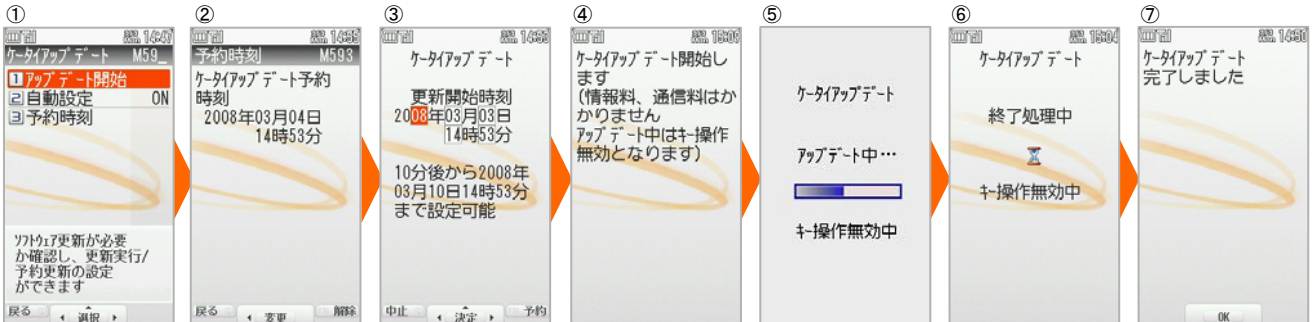 ①
14:47
ケータイアップデート M59_
1 アップデート開始
2 自動設定 ON
3 予約時刻
ソフトウェア更新が必要
か確認し、更新実行/
予約更新の設定
ができます
戻る 選択
②
予約時刻 M593
ケータイアップデート予約
時刻
2008年03月04日
14時53分
戻る 変更 解除
③
ケータイアップデート
更新開始時刻
2008年03月03日
14時53分
10分後から2008年
03月10日14時53分
まで設定可能
中止 決定 予約
④
ケータイアップデート開始し
ます
(情報料、通信料はか
かりません
アップデート中はキー操作
無効となります)
⑤
ケータイアップデート
アップデート中…
キー操作無効中
⑥
15:04
ケータイアップデート
終了処理中
キー操作無効中
⑦
ケータイアップデート
完了しました
OK